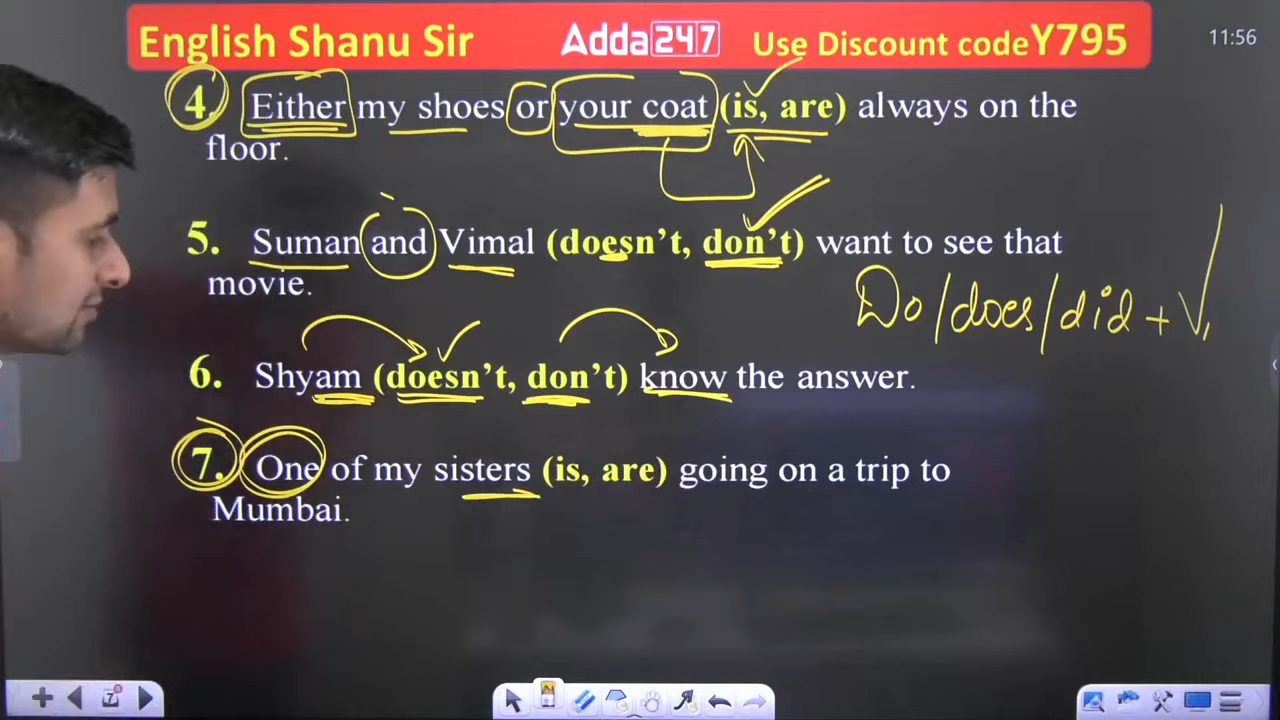 English Shanu Sir Adda247 Use Discount code Y795 11:56
4. Either my shoes or your coat (is, are) always on the
floor.
5. Suman and Vimal (doesn’t, don’t) want to see that
movie.
Do/does/did + V1
6. Shyam (doesn’t, don’t) know the answer.
7. One of my sisters (is, are) going on a trip to
Mumbai.